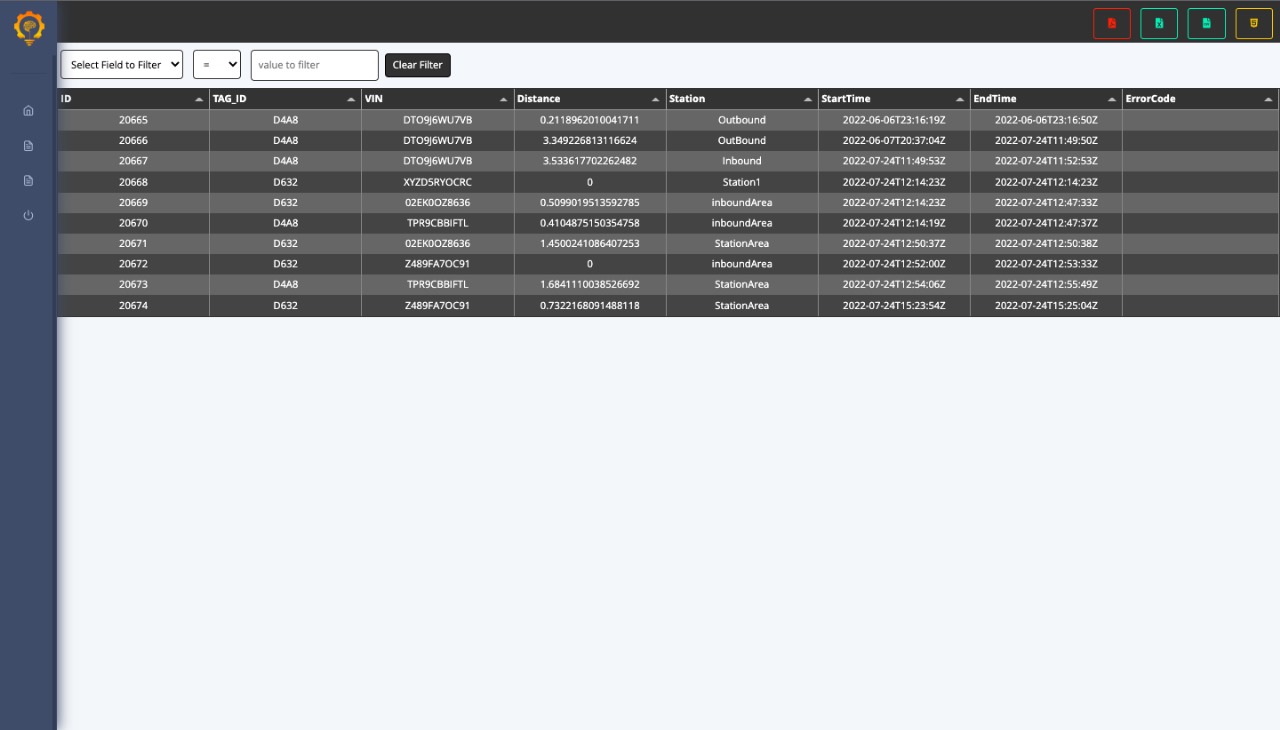 Select Field to Filter = value to filter Clear Filter
ID TAG_ID VIN Distance Station StartTime EndTime ErrorCode
20665 D4A8 DTO9J6WU7VB 0.2118962010041711 Outbound 2022-06-06T23:16:19Z 2022-06-06T23:16:50Z
20666 D4A8 DTO9J6WU7VB 3.349226813116624 OutBound 2022-06-07T20:37:04Z 2022-07-24T11:49:50Z
20667 D4A8 DTO9J6WU7VB 3.533617702262482 Inbound 2022-07-24T11:49:53Z 2022-07-24T11:52:53Z
20668 D632 XYZD5RYOCRC 0 Station1 2022-07-24T12:14:23Z 2022-07-24T12:14:23Z
20669 D632 02EK0OZ8636 0.5099019513592785 inboundArea 2022-07-24T12:14:23Z 2022-07-24T12:47:33Z
20670 D4A8 TPR9CBBIFTL 0.4104875150354758 inboundArea 2022-07-24T12:14:19Z 2022-07-24T12:47:37Z
20671 D632 02EK0OZ8636 1.4500241086407253 StationArea 2022-07-24T12:50:37Z 2022-07-24T12:50:38Z
20672 D632 Z489FA7OC91 0 inboundArea 2022-07-24T12:52:00Z 2022-07-24T12:53:33Z
20673 D4A8 TPR9CBBIFTL 1.6841110038526692 StationArea 2022-07-24T12:54:06Z 2022-07-24T12:55:49Z
20674 D632 Z489FA7OC91 0.7322168091488118 StationArea 2022-07-24T15:23:54Z 2022-07-24T15:25:04Z